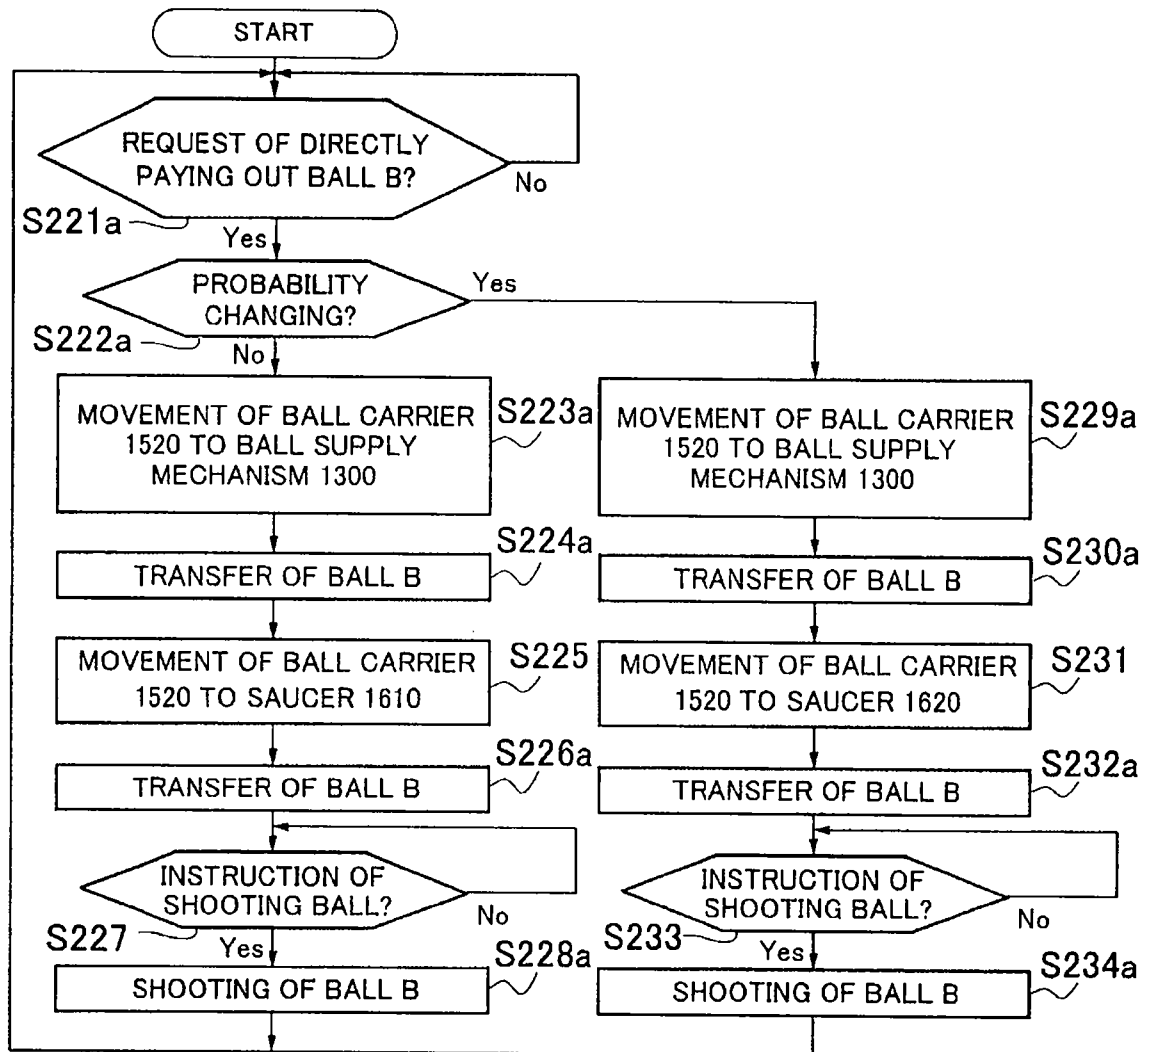 START
REQUEST OF DIRECTLY
PAYING OUT BALL B?
No
S221a
Yes
PROBABILITY
CHANGING?
Yes
S222a
No
MOVEMENT OF BALL CARRIER
1520 TO BALL SUPPLY
MECHANISM 1300
S223a
TRANSFER OF BALL B
S224a
MOVEMENT OF BALL CARRIER
1520 TO SAUCER 1610
S225
TRANSFER OF BALL B
S226a
INSTRUCTION OF
SHOOTING BALL?
No
S227
Yes
SHOOTING OF BALL B
S228a
MOVEMENT OF BALL CARRIER
1520 TO BALL SUPPLY
MECHANISM 1300
S229a
TRANSFER OF BALL B
S230a
MOVEMENT OF BALL CARRIER
1520 TO SAUCER 1620
S231
TRANSFER OF BALL B
S232a
INSTRUCTION OF
SHOOTING BALL?
No
S233
Yes
SHOOTING OF BALL B
S234a